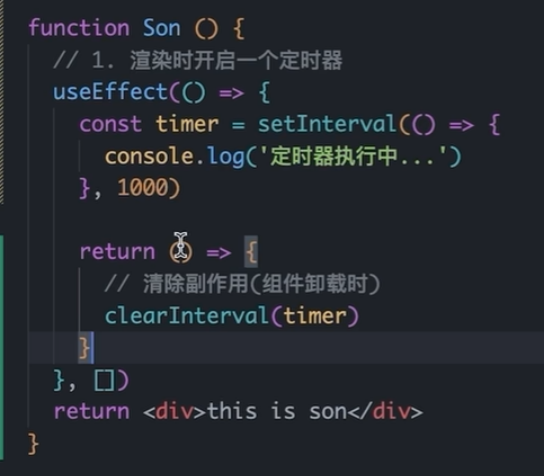 function Son () {
// 1. 渲染时开启一个定时器
useEffect(() => {
const timer = setInterval(() => {
console.log('定时器执行中...')
}, 1000)
return () => {
// 清除副作用(组件卸载时)
clearInterval(timer)
}
}, [])
return <div>this is son</div>
}